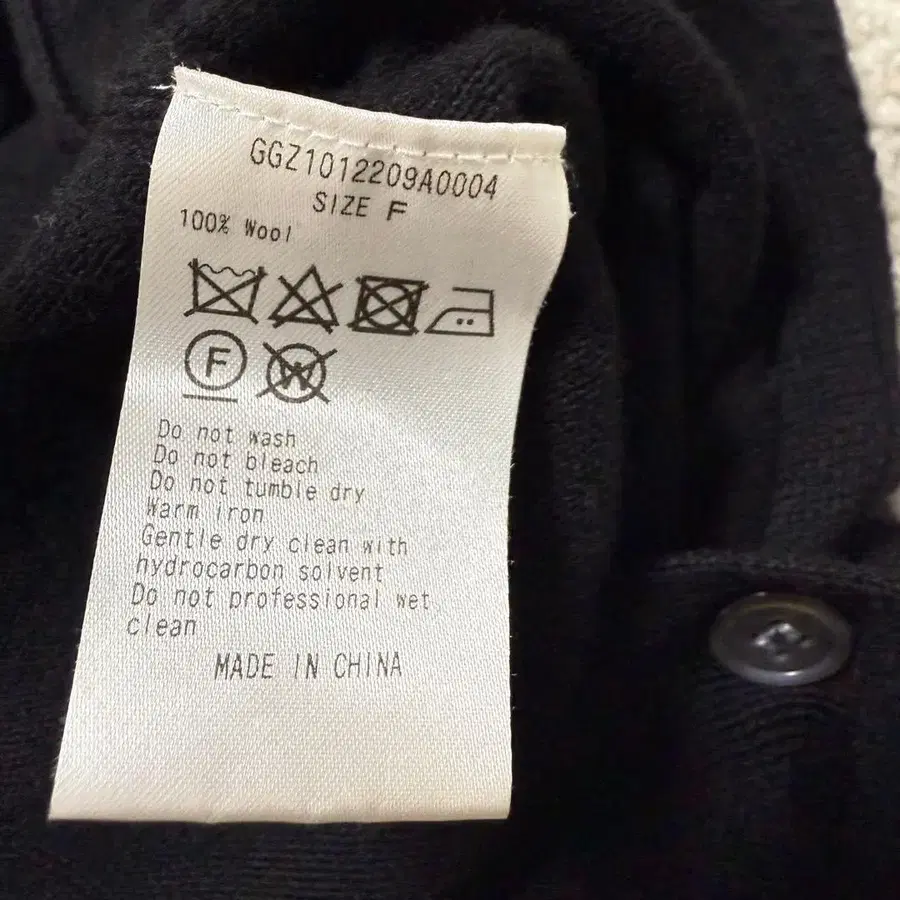 GGZ1012209A0004
SIZE F
100% Wool
F W
Do not wash
Do not bleach
Do not tumble dry
Warm iron
Gentle dry clean with
hydrocarbon solvent
Do not professional wet
clean
MADE IN CHINA